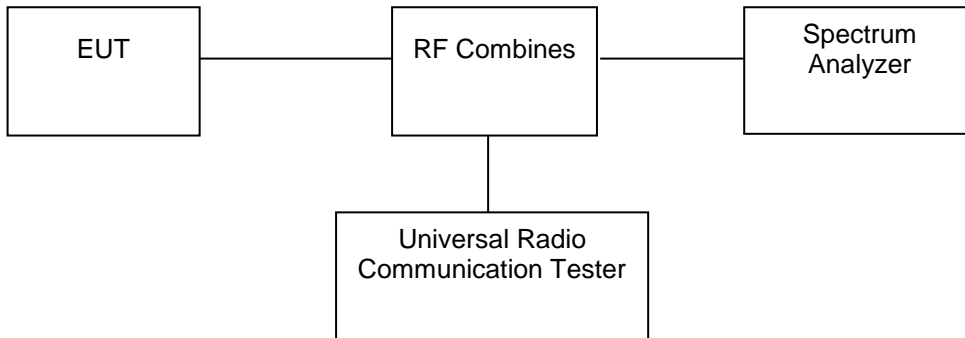 EUT
RF Combines
Spectrum
Analyzer
Universal Radio
Communication Tester